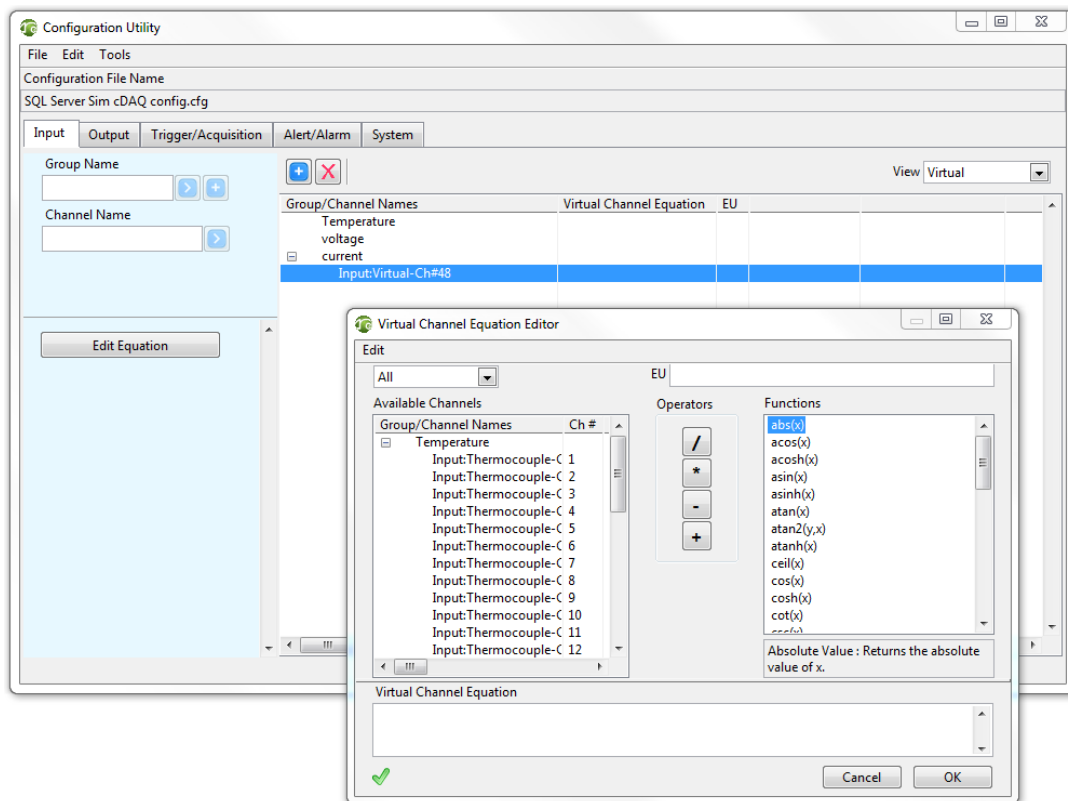 Configuration Utility
File Edit Tools
Configuration File Name
SQL Server Sim cDAQ config.cfg
Input Output Trigger/Acquisition Alert/Alarm System
Group Name
Channel Name
Edit Equation
View Virtual
Group/Channel Names Virtual Channel Equation EU
Temperature
voltage
current
Input:Virtual-Ch#48
Virtual Channel Equation Editor
Edit
All
EU
Available Channels
Group/Channel Names Ch #
Temperature
Input:Thermocouple-C 1
Input:Thermocouple-C 2
Input:Thermocouple-C 3
Input:Thermocouple-C 4
Input:Thermocouple-C 5
Input:Thermocouple-C 6
Input:Thermocouple-C 7
Input:Thermocouple-C 8
Input:Thermocouple-C 9
Input:Thermocouple-C 10
Input:Thermocouple-C 11
Input:Thermocouple-C 12
Operators
/
*
-
+
Functions
abs(x)
acos(x)
acosh(x)
asin(x)
asinh(x)
atan(x)
atan2(y,x)
atanh(x)
ceil(x)
cos(x)
cosh(x)
cot(x)
csc(x)
Absolute Value : Returns the absolute
value of x.
Virtual Channel Equation
Cancel OK